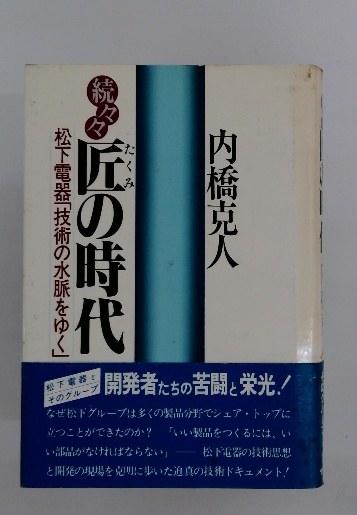 続々々
匠の時代
たくみ
松下電器「技術の水脈をゆく」
内橋克人
松下電器と
そのグループ
開発者たちの苦闘と栄光!
なぜ松下グループは多くの製品分野でシェア・トップに
立つことができたのか? 「いい製品をつくるには、い
い部品がなければならない」── 松下電器の技術思想
と開発の現場を克明に歩いた迫真の技術ドキュメント!